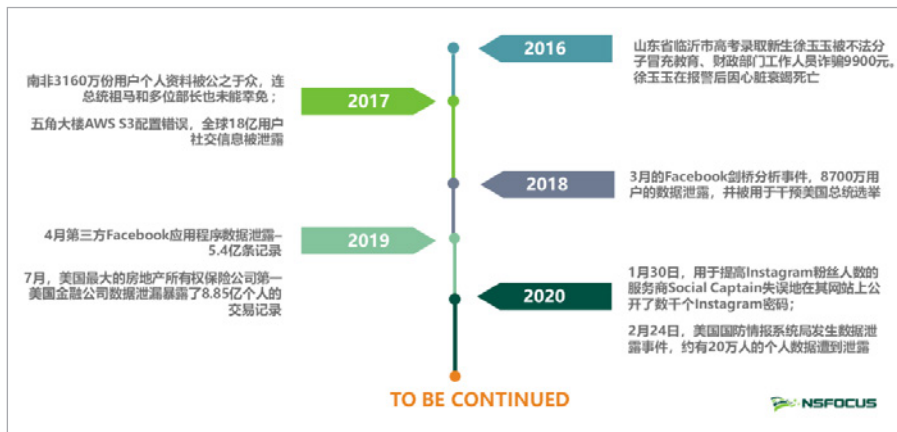 2016
山东省临沂市高考录取新生徐玉玉被不法分
子冒充教育、财政部门工作人员诈骗9900元。
徐玉玉在报警后因心脏衰竭死亡
南非3160万份用户个人资料被公之于众，连
总统祖马和多位部长也未能幸免；
五角大楼AWS S3配置错误，全球18亿用户
社交信息被泄露
2017
2018
3月的Facebook剑桥分析事件，8700万用
户的数据泄露，并被用于干预美国总统选举
4月第三方Facebook应用程序数据泄露–
5.4亿条记录
7月，美国最大的房地产所有权保险公司第一
美国金融公司数据泄漏暴露了8.85亿个人的
交易记录
2019
2020
1月30日，用于提高Instagram粉丝人数的
服务商Social Captain失误地在其网站上公
开了数千个Instagram密码；
2月24日，美国国防情报系统局发生数据泄
露事件，约有20万人的个人数据遭到泄露
TO BE CONTINUED
NSFOCUS